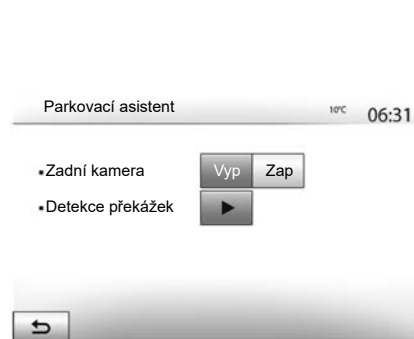 Parkovací asistent 10°C 06:31
▪Zadní kamera Vyp Zap
▪Detekce překážek